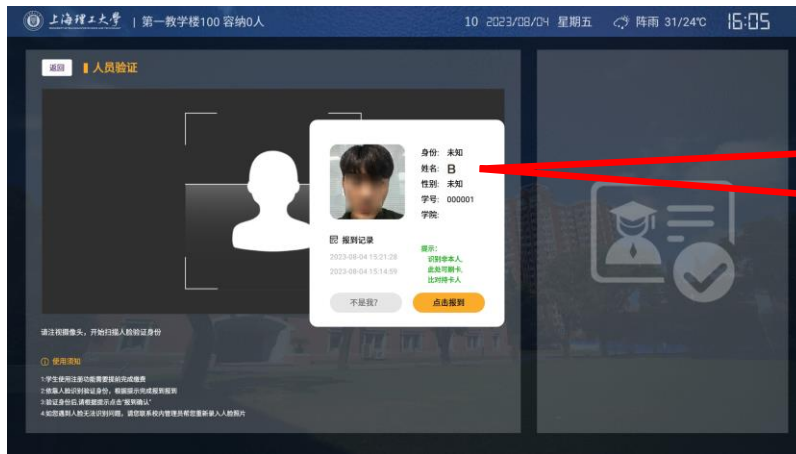 上海理工大学 | 第一教学楼100 容纳0人
10 2023/08/04 星期五 阵雨 31/24℃ 16:05
返回 人员验证
身份: 未知
姓名: B
性别: 未知
学号: 000001
学院:
报到记录
2023-08-04 15:21:28
2023-08-04 15:14:59
提示:
识别非本人,
此处可刷卡,
比对持卡人
不是我?
点击报到
请注视摄像头，开始扫描人脸验证身份
使用须知
1·学生使用注册功能需要提前完成缴费
2·依靠人脸识别验证身份，根据提示完成报到报到
3·验证身份后,请根据提示点击"报到确认"
4·如您遇到人脸无法识别问题，请您联系校内管理员帮您重新录入人脸照片